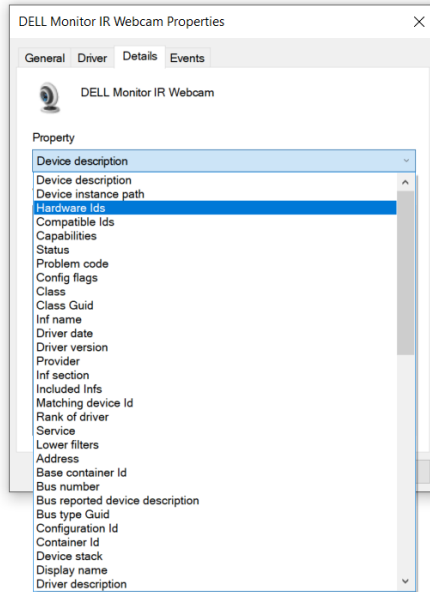 DELL Monitor IR Webcam Properties
General Driver Details Events
DELL Monitor IR Webcam
Property
Device description
Device description
Device instance path
Hardware Ids
Compatible Ids
Capabilities
Status
Problem code
Config flags
Class
Class Guid
Inf name
Driver date
Driver version
Provider
Inf section
Included Infs
Matching device Id
Rank of driver
Service
Lower filters
Address
Base container Id
Bus number
Bus reported device description
Bus type Guid
Configuration Id
Container Id
Device stack
Display name
Driver description